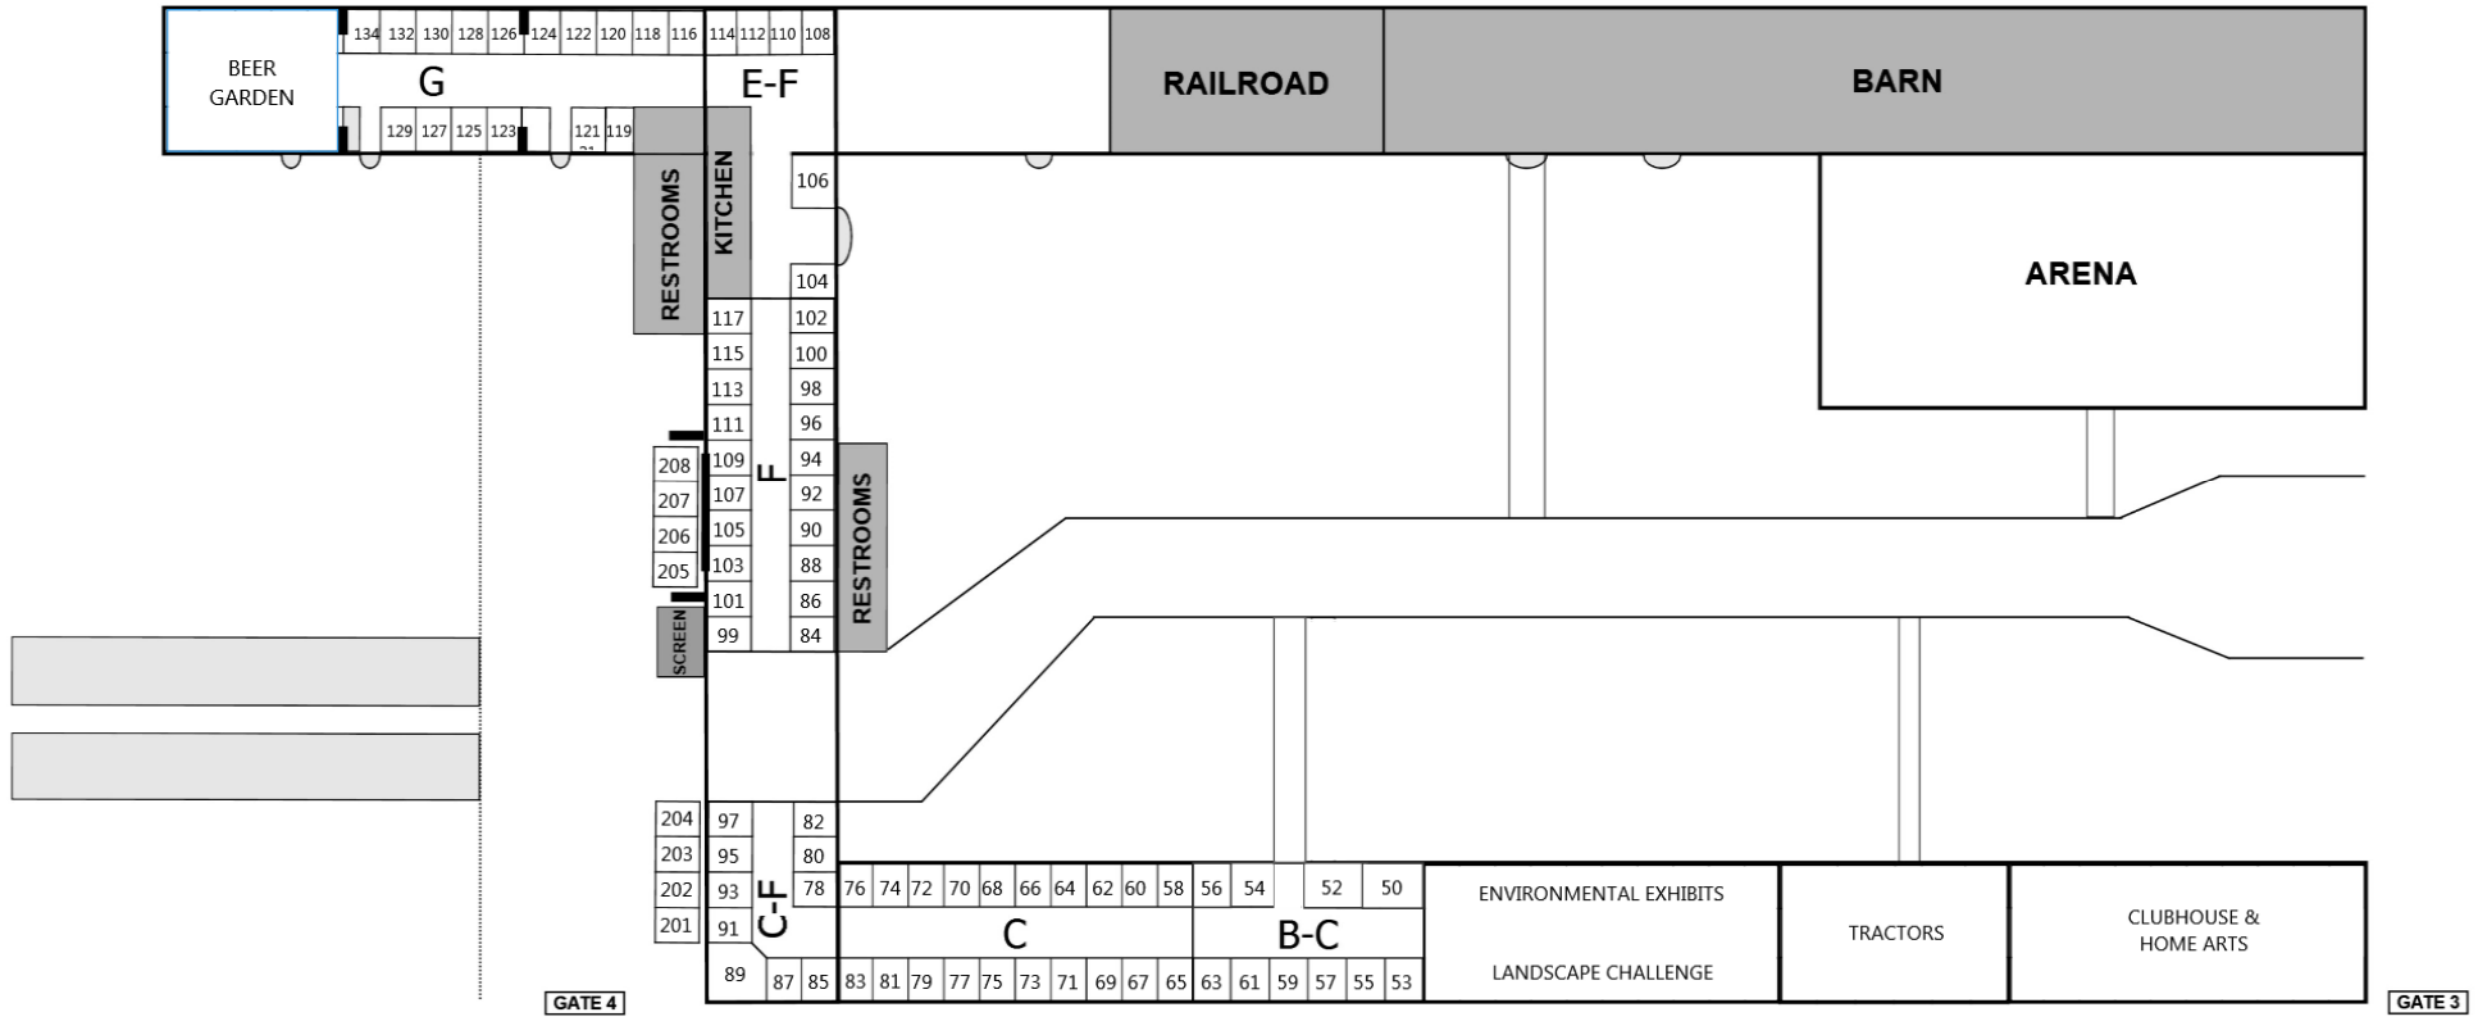 134 132 130 128 126 124 122 120 118 116 114 112 110 108
BEER
GARDEN
G
E-F
RAILROAD
BARN
129 127 125 123 121 119
RESTROOMS
KITCHEN
106
104
ARENA
117 102
115 100
113 98
111 96
208 109 94
207 107 92
206 105 90
205 103 88
101 86
99 84
F
RESTROOMS
SCREEN
204 97 82
203 95 80
202 93 78
201 91
C-F
76 74 72 70 68 66 64 62 60 58 56 54 52 50
C
B-C
89 87 85 83 81 79 77 75 73 71 69 67 65 63 61 59 57 55 53
ENVIRONMENTAL EXHIBITS
LANDSCAPE CHALLENGE
TRACTORS
CLUBHOUSE &
HOME ARTS
GATE 4
GATE 3